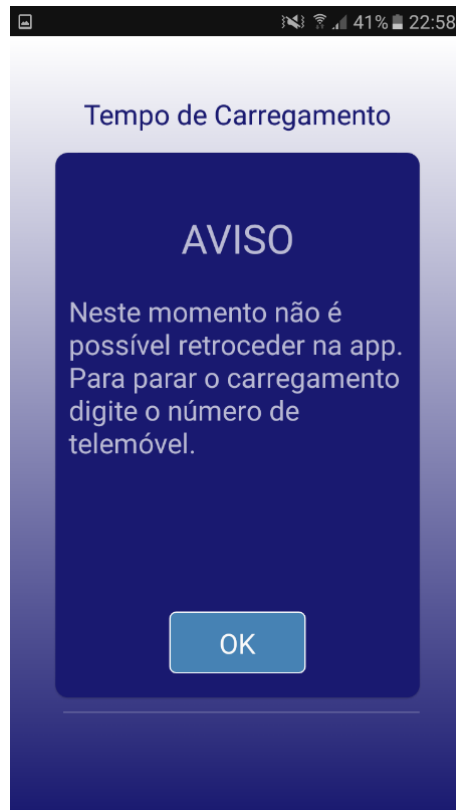 41% 22:58
Tempo de Carregamento
AVISO
Neste momento não é
possível retroceder na app.
Para parar o carregamento
digite o número de
telemóvel.
OK